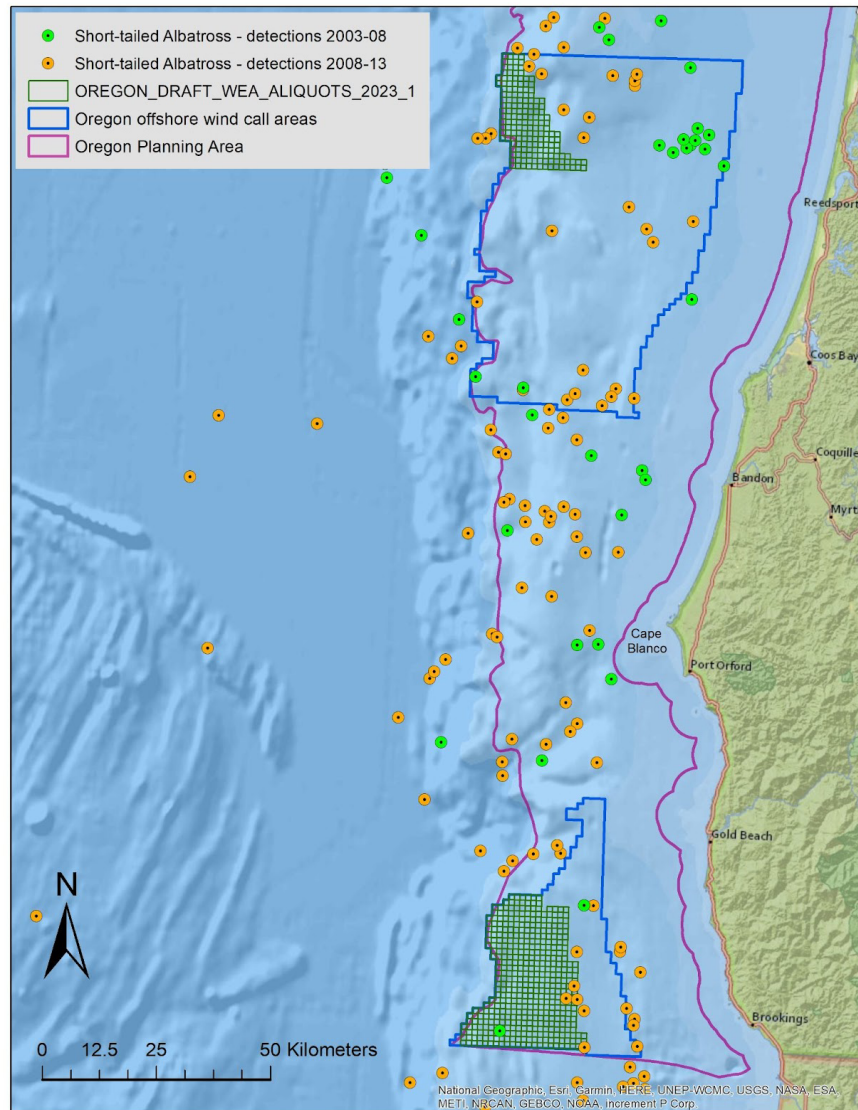 Short-tailed Albatross - detections 2003-08
Short-tailed Albatross - detections 2008-13
OREGON_DRAFT_WEA_ALIQUOTS_2023_1
Oregon offshore wind call areas
Oregon Planning Area
Reedsport
Coos Bay
Coquille
Bandon
Myrt
Cape
Blanco
Port Orford
Gold Beach
N
Brookings
0 12.5 25 50 Kilometers
National Geographic, Esri, Garmin, HERE, UNEP-WCMC, USGS, NASA, ESA,
METI, NRCAN, GEBCO, NOAA, increment P Corp.